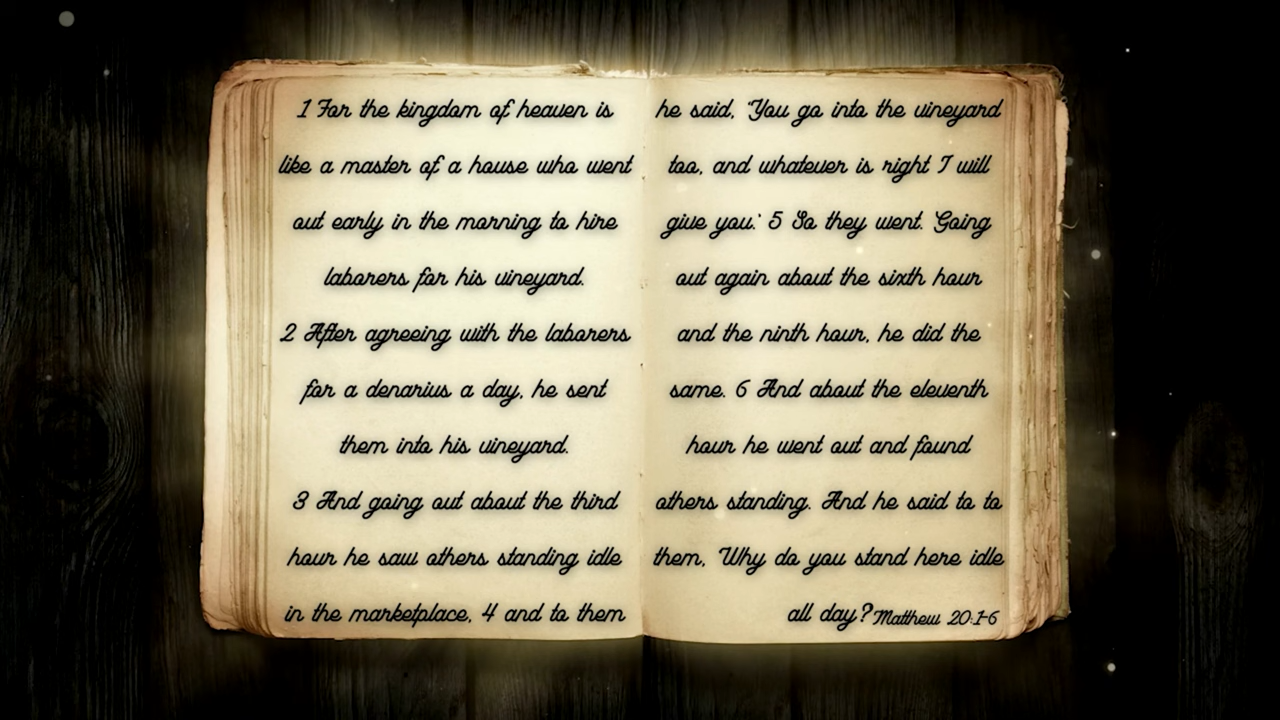 1 For the kingdom of heaven is
like a master of a house who went
out early in the morning to hire
laborers for his vineyard.
2 After agreeing with the laborers
for a denarius a day, he sent
them into his vineyard.
3 And going out about the third
hour he saw others standing idle
in the marketplace, 4 and to them
he said, 'You go into the vineyard
too, and whatever is right I will
give you.' 5 So they went. Going
out again about the sixth hour
and the ninth hour, he did the
same. 6 And about the eleventh
hour he went out and found
others standing. And he said to to
them, 'Why do you stand here idle
all day? Matthew 20:1-6